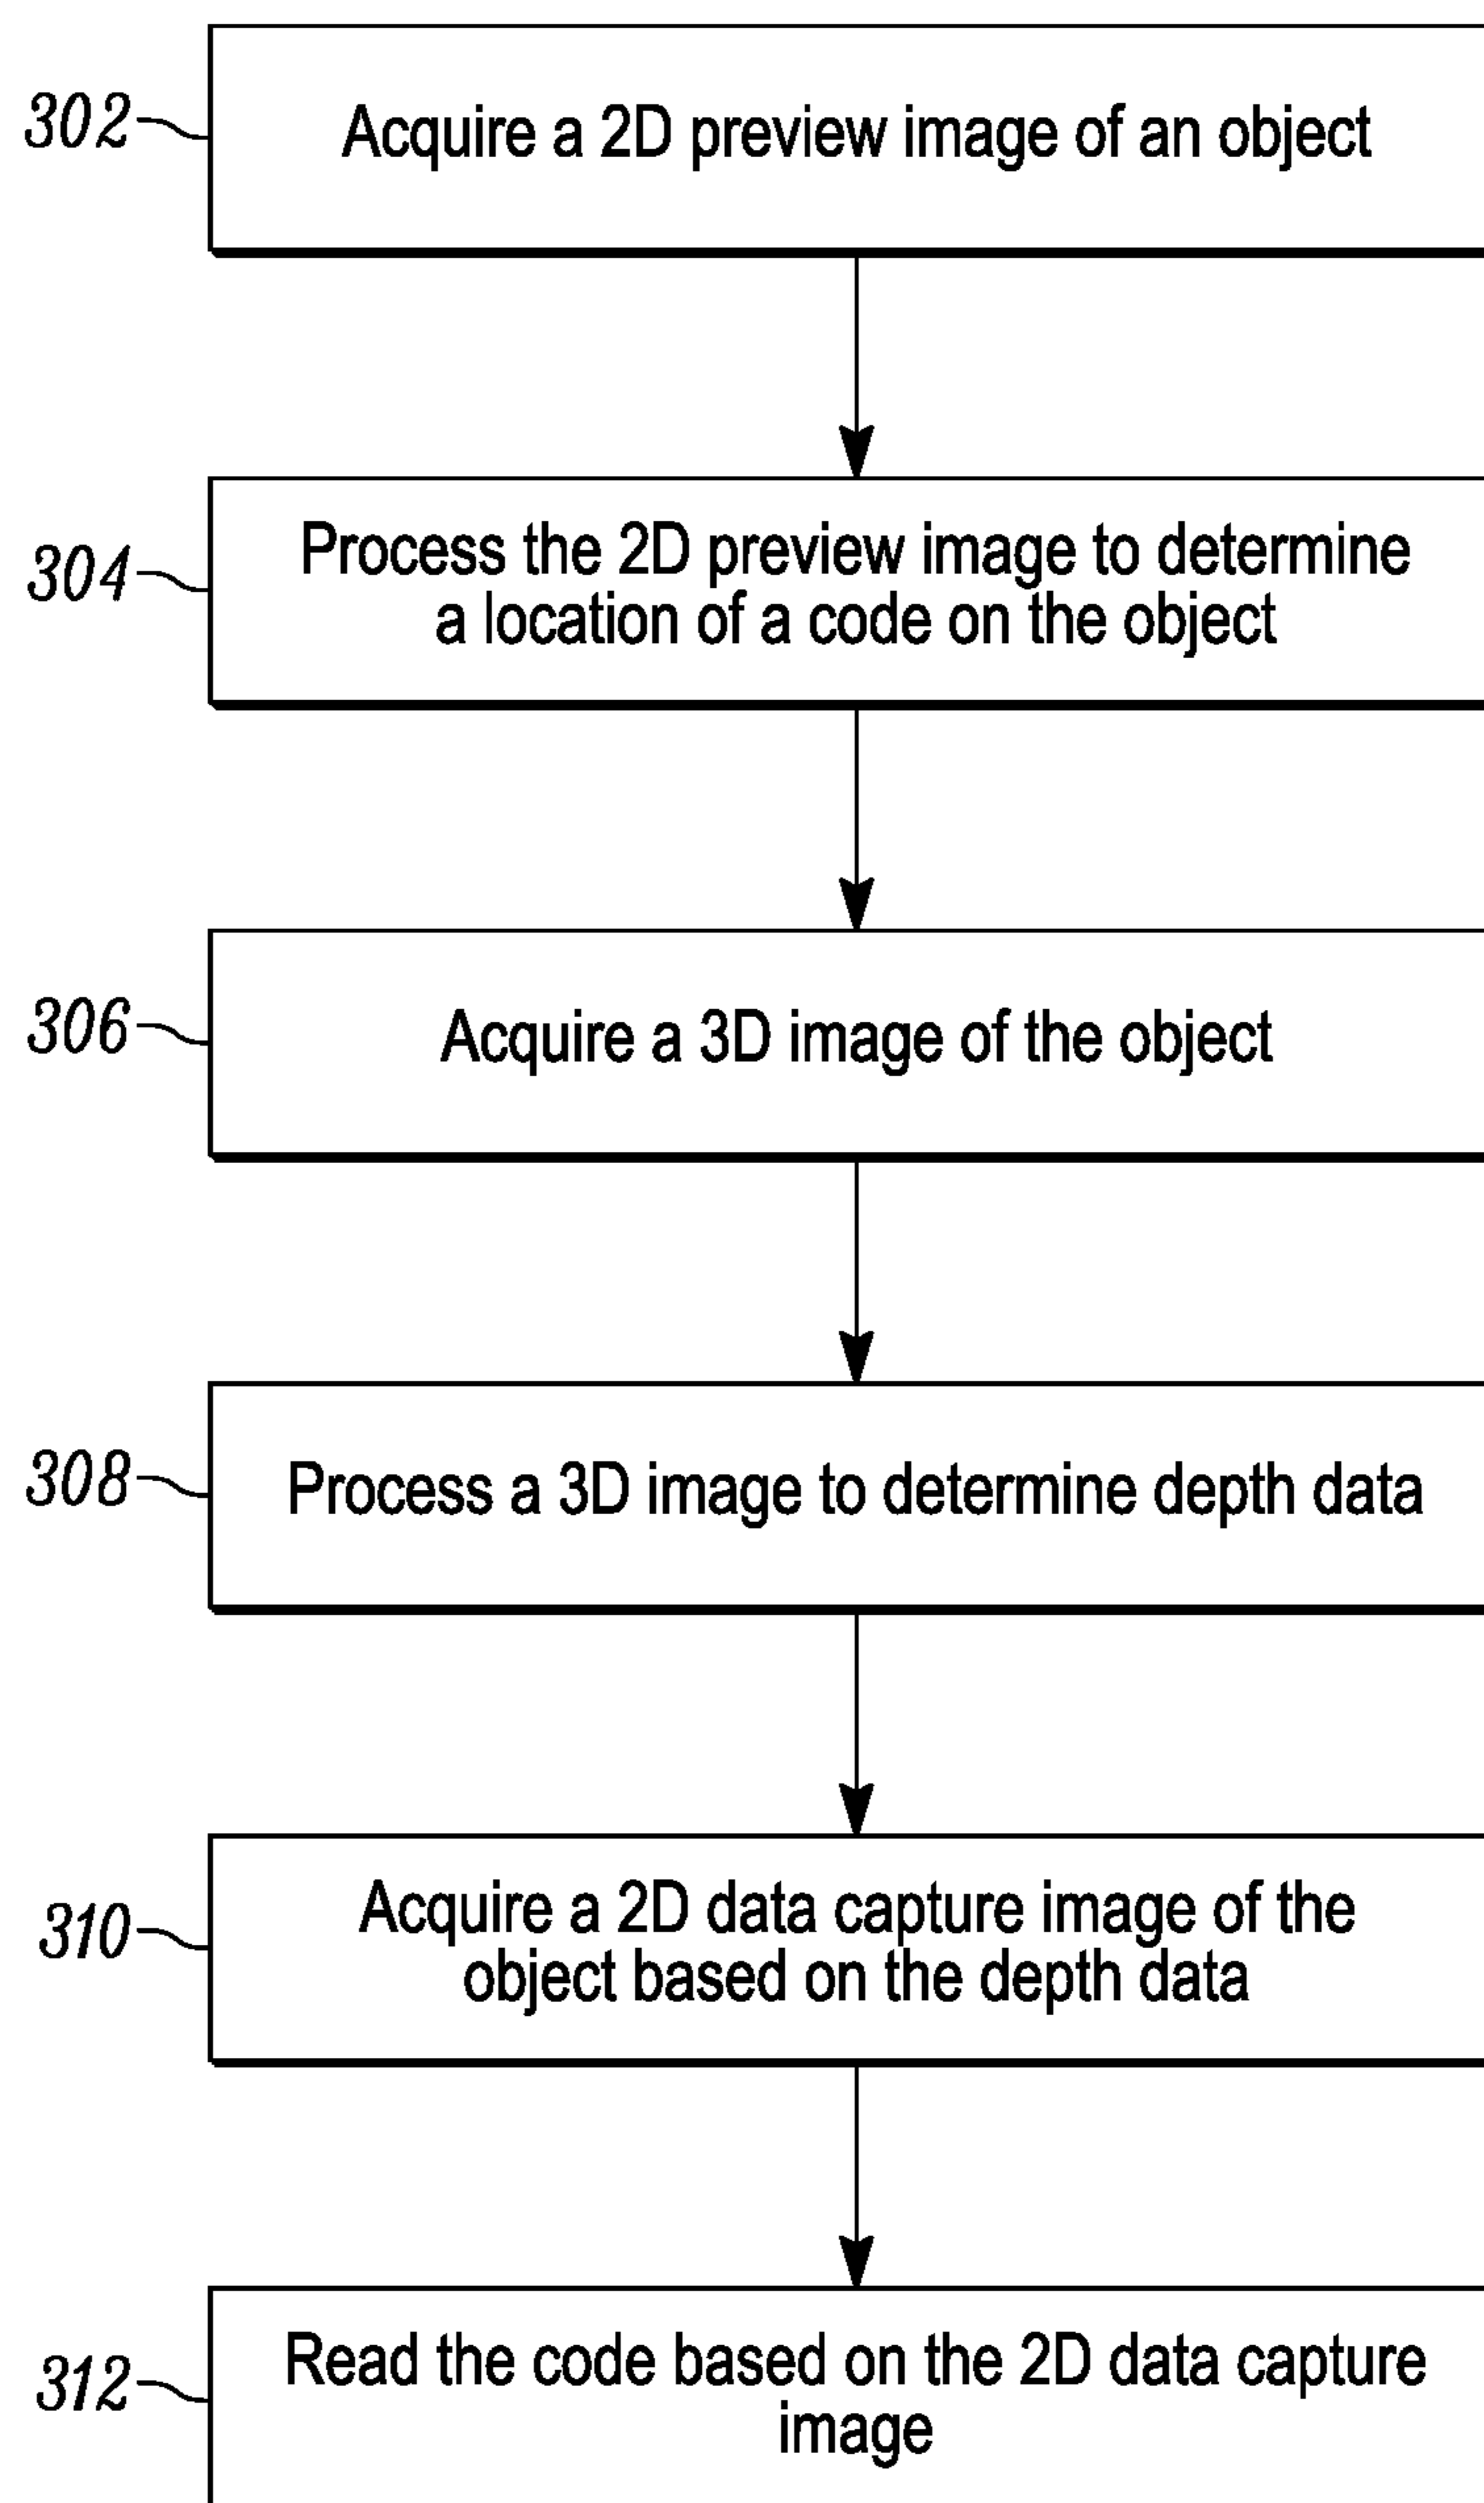 302
Acquire a 2D preview image of an object
304
Process the 2D preview image to determine
a location of a code on the object
306
Acquire a 3D image of the object
308
Process a 3D image to determine depth data
310
Acquire a 2D data capture image of the
object based on the depth data
312
Read the code based on the 2D data capture
image